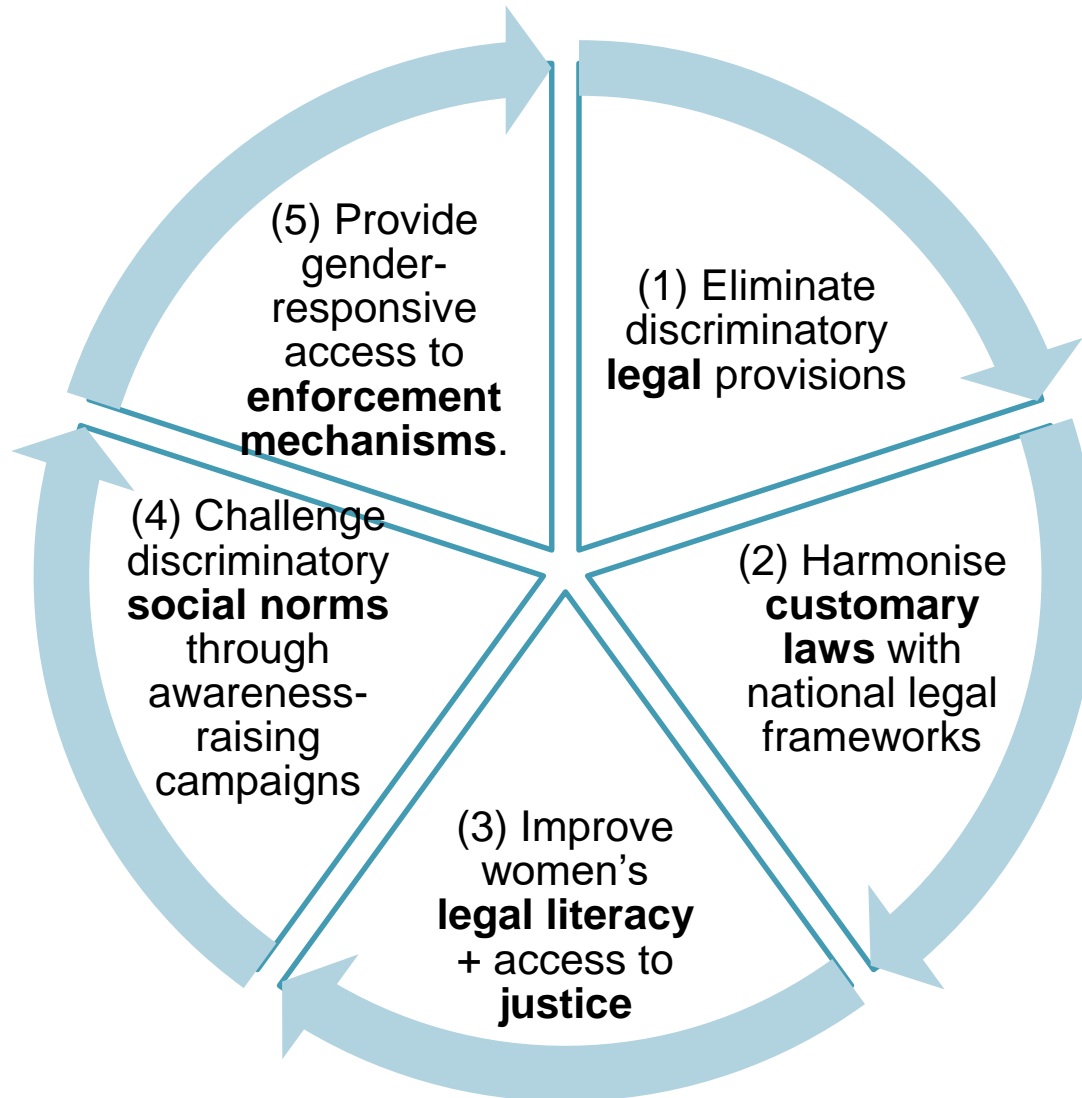 (1) Eliminate
discriminatory
legal provisions
(2) Harmonise
customary
laws with
national legal
frameworks
(3) Improve
women’s
legal literacy
+ access to
justice
(4) Challenge
discriminatory
social norms
through
awareness-
raising
campaigns
(5) Provide
gender-
responsive
access to
enforcement
mechanisms.